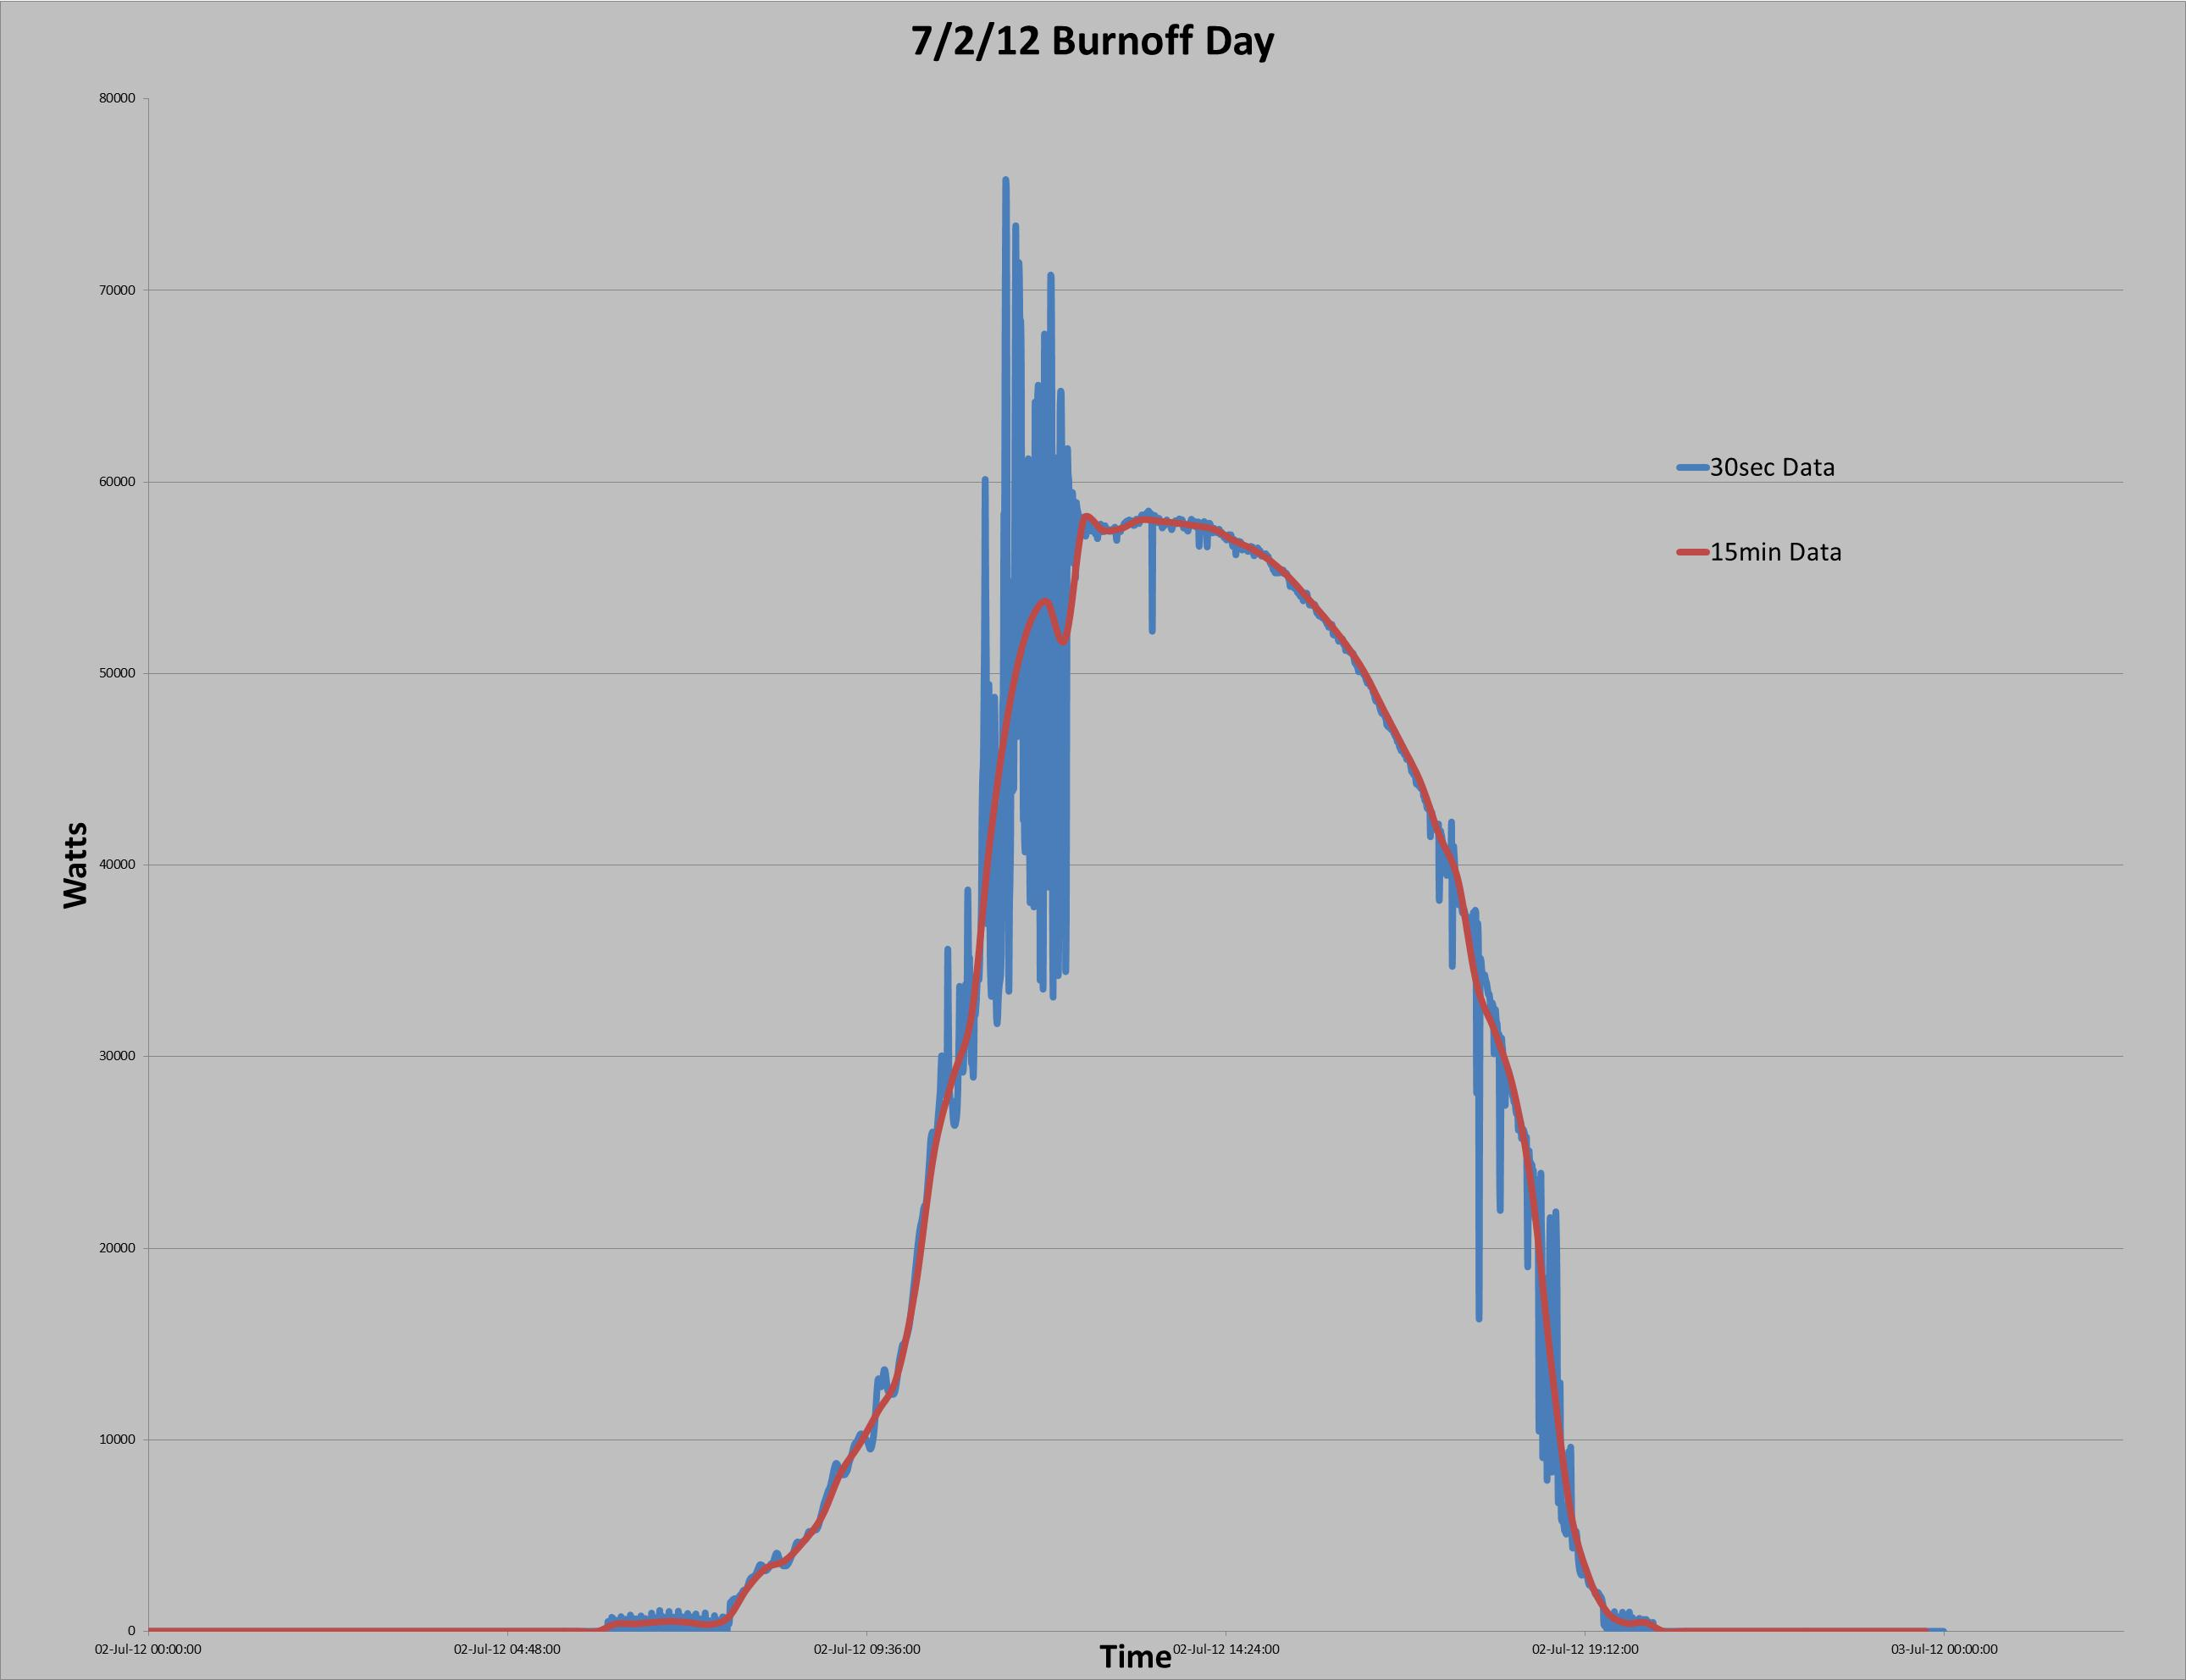 7/2/12 Burnoff Day
80000
70000
60000
50000
40000
30000
20000
10000
0
Watts
30sec Data
15min Data
02-Jul-12 00:00:00
02-Jul-12 04:48:00
02-Jul-12 09:36:00
02-Jul-12 14:24:00
02-Jul-12 19:12:00
03-Jul-12 00:00:00
Time